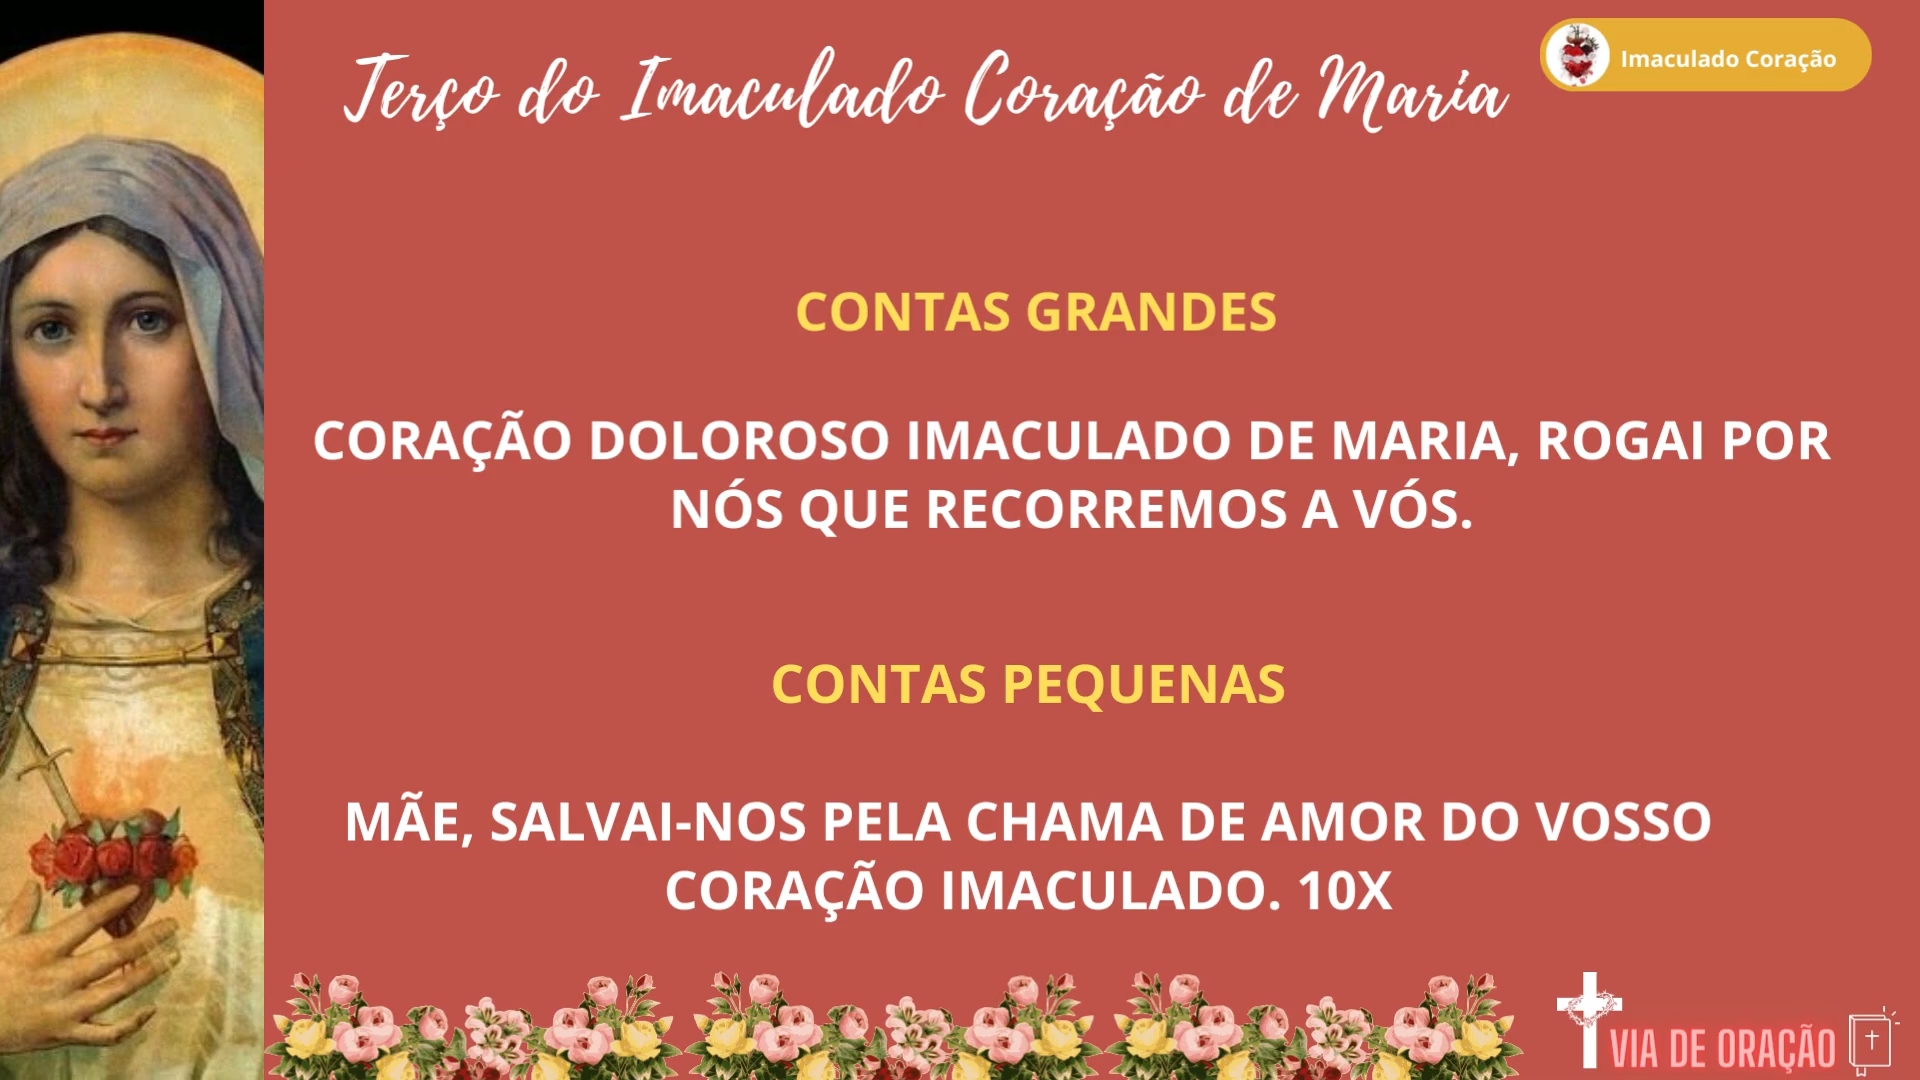 Terço do Imaculado Coração de Maria
Imaculado Coração
CONTAS GRANDES
CORAÇÃO DOLOROSO IMACULADO DE MARIA, ROGAI POR
NÓS QUE RECORREMOS A VÓS.
CONTAS PEQUENAS
MÃE, SALVAI-NOS PELA CHAMA DE AMOR DO VOSSO
CORAÇÃO IMACULADO. 10X
VIA DE ORAÇÃO